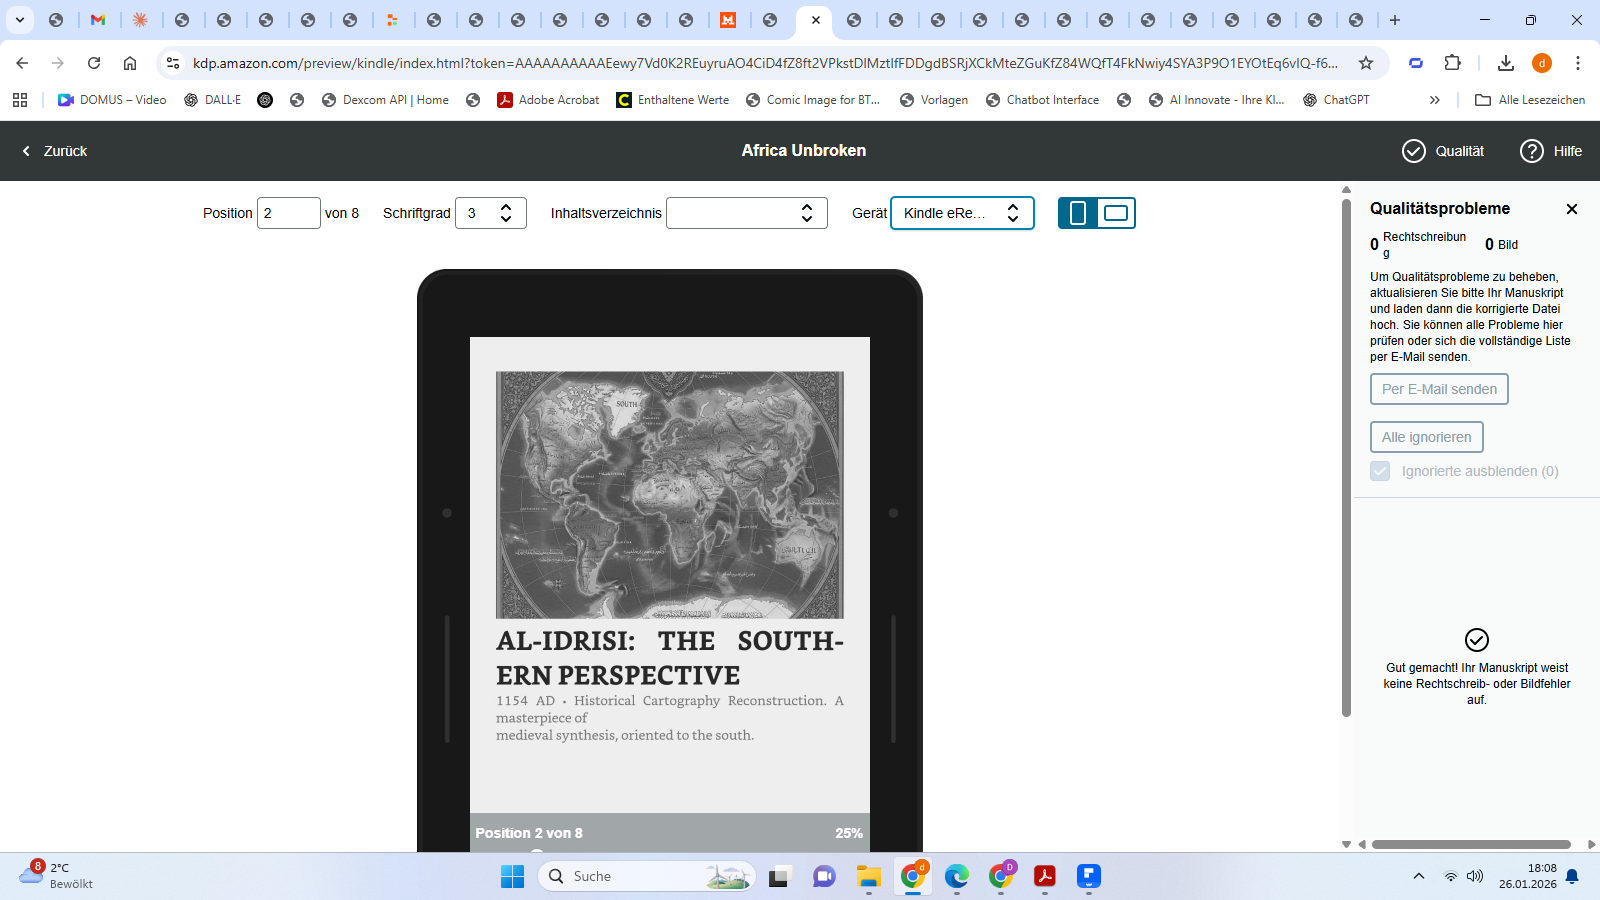 kdp.amazon.com/preview/kindle/index.html?token=AAAAAAAAAAEewy7Vd0K2REuyruAO4CiD4fZ8ft2VPkstDIMztIfFDDgdBSRjXCkMteZGuKfZ84WQfT4FkNwiy4SYA3P9O1EYOtEq6vIQ-f6...
d
DOMUS – Video
DALL·E
Dexcom API | Home
Adobe Acrobat
Enthaltene Werte
Comic Image for BT...
Vorlagen
Chatbot Interface
AI Innovate - Ihre KI...
ChatGPT
Alle Lesezeichen
Zurück
Africa Unbroken
Qualität
Hilfe
Position 2 von 8
Schriftgrad 3
Inhaltsverzeichnis
Gerät Kindle eRe...
Qualitätsprobleme
0 Rechtschreibun
g
0 Bild
Um Qualitätsprobleme zu beheben,
aktualisieren Sie bitte Ihr Manuskript
und laden dann die korrigierte Datei
hoch. Sie können alle Probleme hier
prüfen oder sich die vollständige Liste
per E-Mail senden.
Per E-Mail senden
Alle ignorieren
Ignorierte ausblenden (0)
Gut gemacht! Ihr Manuskript weist
keine Rechtschreib- oder Bildfehler
auf.
SOUTH
AL-IDRISI: THE SOUTH-
ERN PERSPECTIVE
1154 AD • Historical Cartography Reconstruction. A
masterpiece of
medieval synthesis, oriented to the south.
Position 2 von 8
25%
8
2°C
Bewölkt
Suche
d
D
18:08
26.01.2026